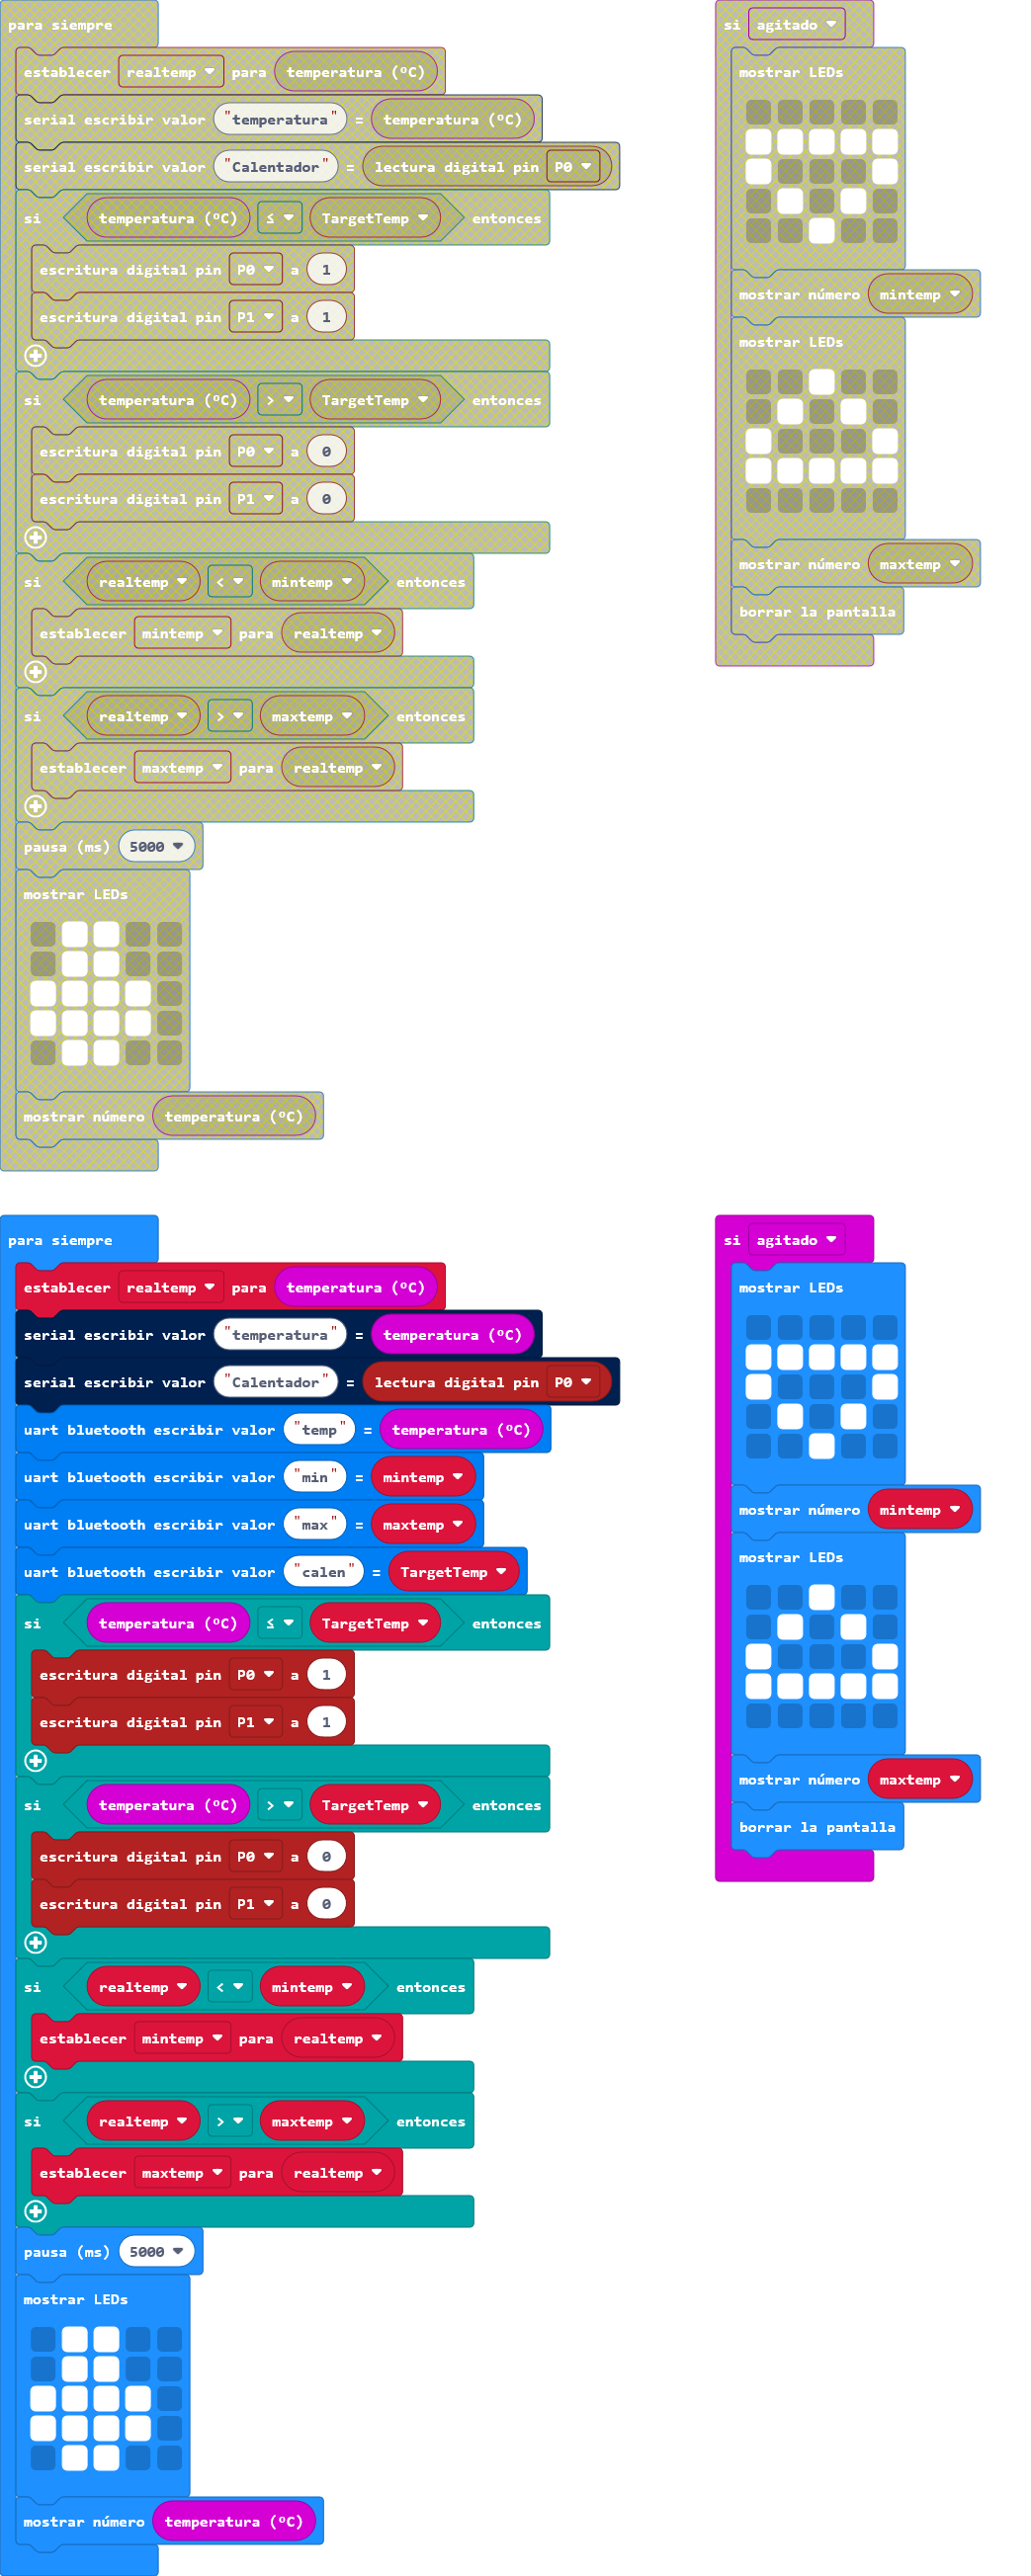 para siempre
establecer realtemp para temperatura (ºC)
serial escribir valor "temperatura" = temperatura (ºC)
serial escribir valor "Calentador" = lectura digital pin P0
si temperatura (ºC) ≤ TargetTemp entonces
escritura digital pin P0 a 1
escritura digital pin P1 a 1
si temperatura (ºC) > TargetTemp entonces
escritura digital pin P0 a 0
escritura digital pin P1 a 0
si realtemp < mintemp entonces
establecer mintemp para realtemp
si realtemp > maxtemp entonces
establecer maxtemp para realtemp
pausa (ms) 5000
mostrar LEDs
mostrar número temperatura (ºC)
si agitado
mostrar LEDs
mostrar número mintemp
mostrar LEDs
mostrar número maxtemp
borrar la pantalla
para siempre
establecer realtemp para temperatura (ºC)
serial escribir valor "temperatura" = temperatura (ºC)
serial escribir valor "Calentador" = lectura digital pin P0
uart bluetooth escribir valor "temp" = temperatura (ºC)
uart bluetooth escribir valor "min" = mintemp
uart bluetooth escribir valor "max" = maxtemp
uart bluetooth escribir valor "calen" = TargetTemp
si temperatura (ºC) ≤ TargetTemp entonces
escritura digital pin P0 a 1
escritura digital pin P1 a 1
si temperatura (ºC) > TargetTemp entonces
escritura digital pin P0 a 0
escritura digital pin P1 a 0
si realtemp < mintemp entonces
establecer mintemp para realtemp
si realtemp > maxtemp entonces
establecer maxtemp para realtemp
pausa (ms) 5000
mostrar LEDs
mostrar número temperatura (ºC)
si agitado
mostrar LEDs
mostrar número mintemp
mostrar LEDs
mostrar número maxtemp
borrar la pantalla